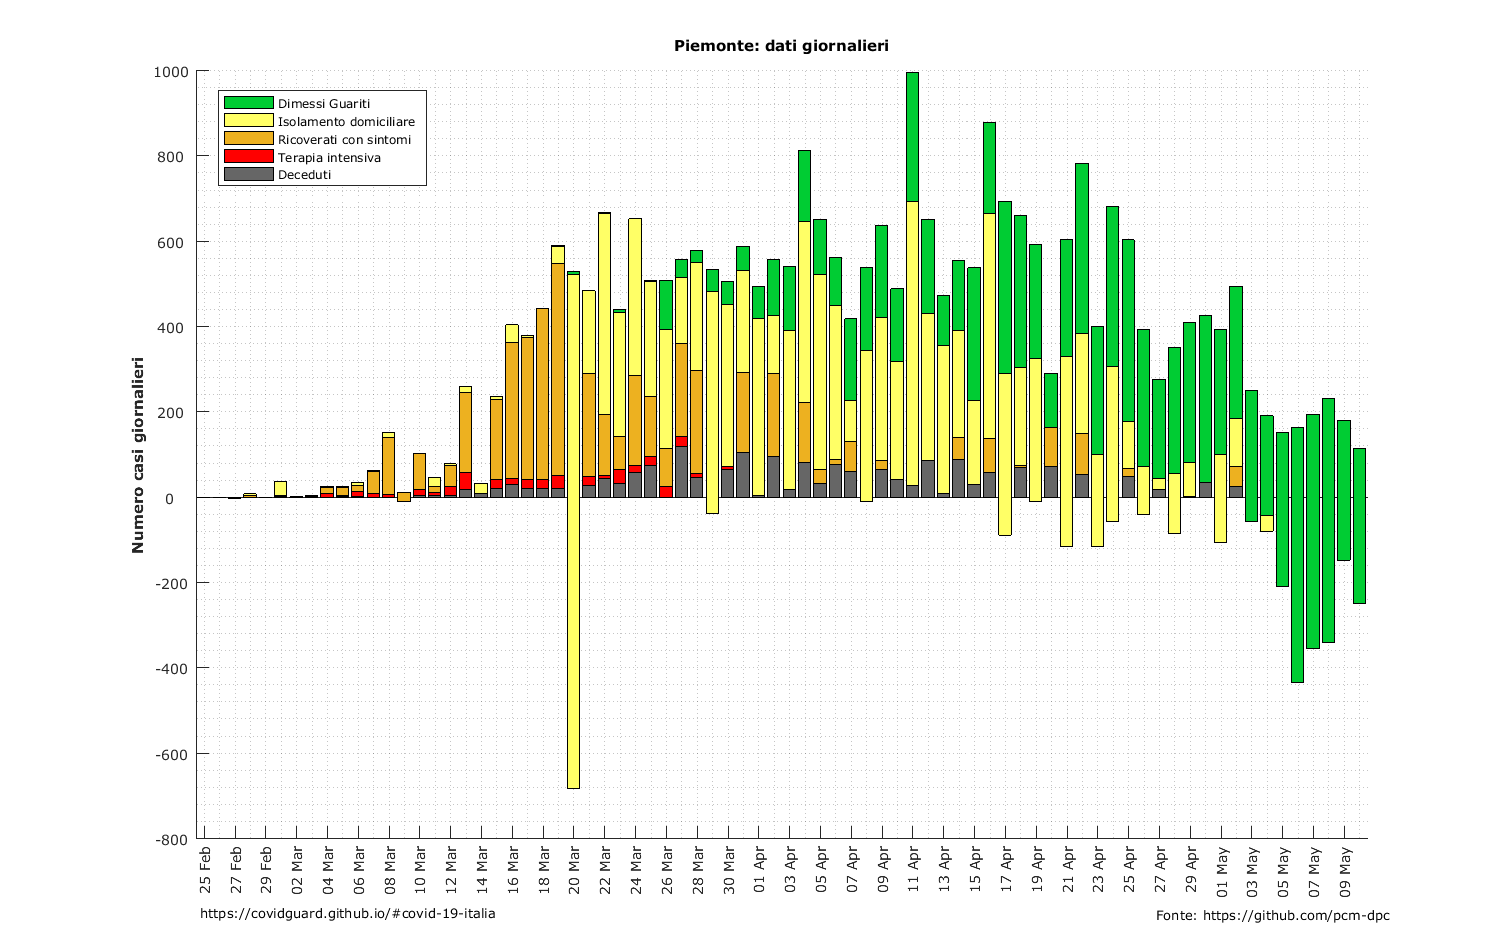 Piemonte: dati giornalieri
1000
800
600
400
200
0
-200
-400
-600
-800
Numero casi giornalieri
Dimessi Guariti
Isolamento domiciliare
Ricoverati con sintomi
Terapia intensiva
Deceduti
25 Feb
27 Feb
29 Feb
02 Mar
04 Mar
06 Mar
08 Mar
10 Mar
12 Mar
14 Mar
16 Mar
18 Mar
20 Mar
22 Mar
24 Mar
26 Mar
28 Mar
30 Mar
01 Apr
03 Apr
05 Apr
07 Apr
09 Apr
11 Apr
13 Apr
15 Apr
17 Apr
19 Apr
21 Apr
23 Apr
25 Apr
27 Apr
29 Apr
01 May
03 May
05 May
07 May
09 May
https://covidguard.github.io/#covid-19-italia
Fonte: https://github.com/pcm-dpc